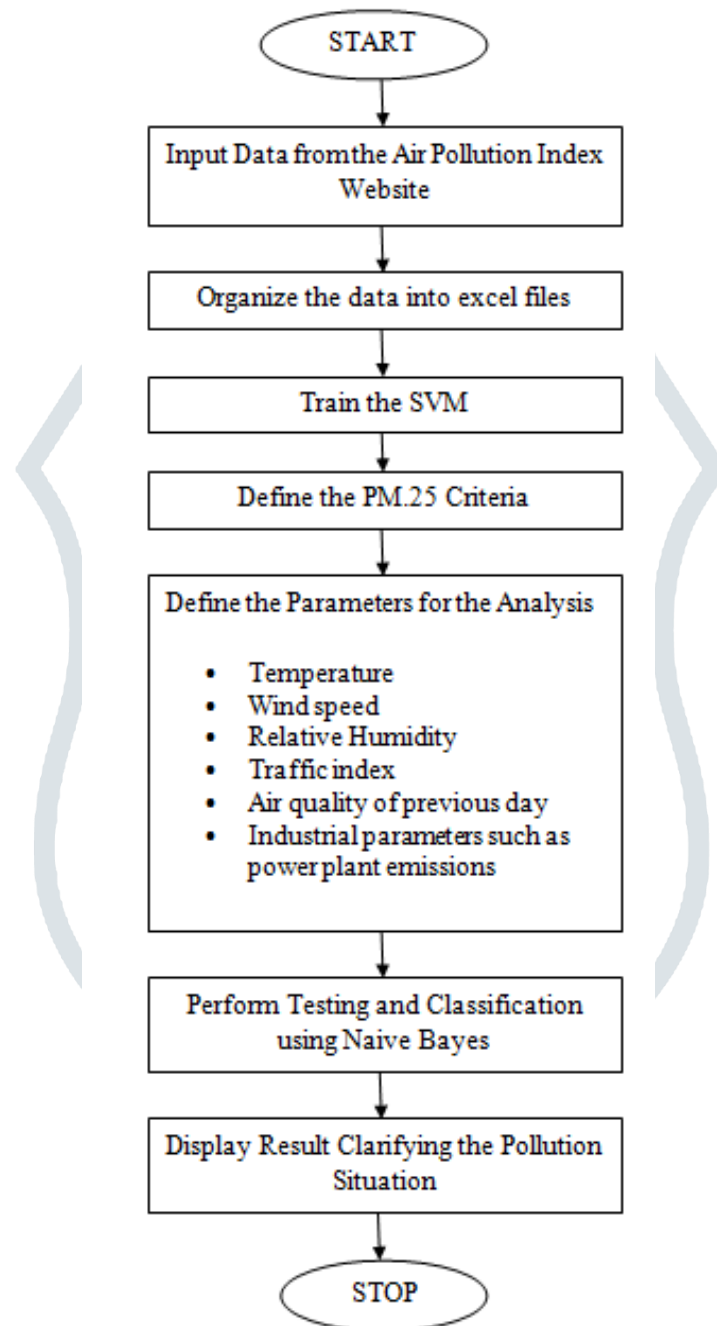 START
Input Data from the Air Pollution Index
Website
Organize the data into excel files
Train the SVM
Define the PM.25 Criteria
Define the Parameters for the Analysis
• Temperature
• Wind speed
• Relative Humidity
• Traffic index
• Air quality of previous day
• Industrial parameters such as
power plant emissions
Perform Testing and Classification
using Naive Bayes
Display Result Clarifying the Pollution
Situation
STOP